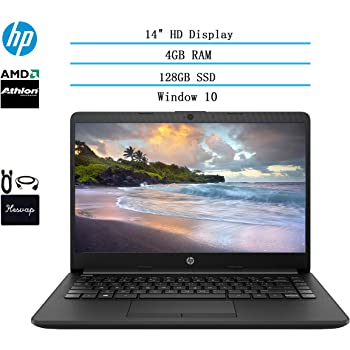 hp
14" HD Display
4GB RAM
AMD
128GB SSD
Athlon
Window 10
Hesvap
hp